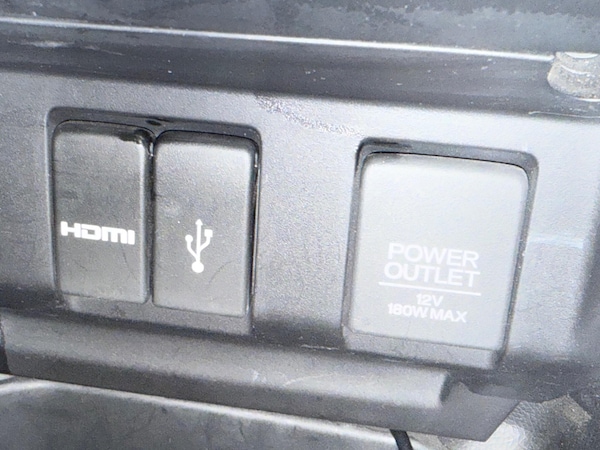 HDMI
POWER
OUTLET
12V
180W MAX